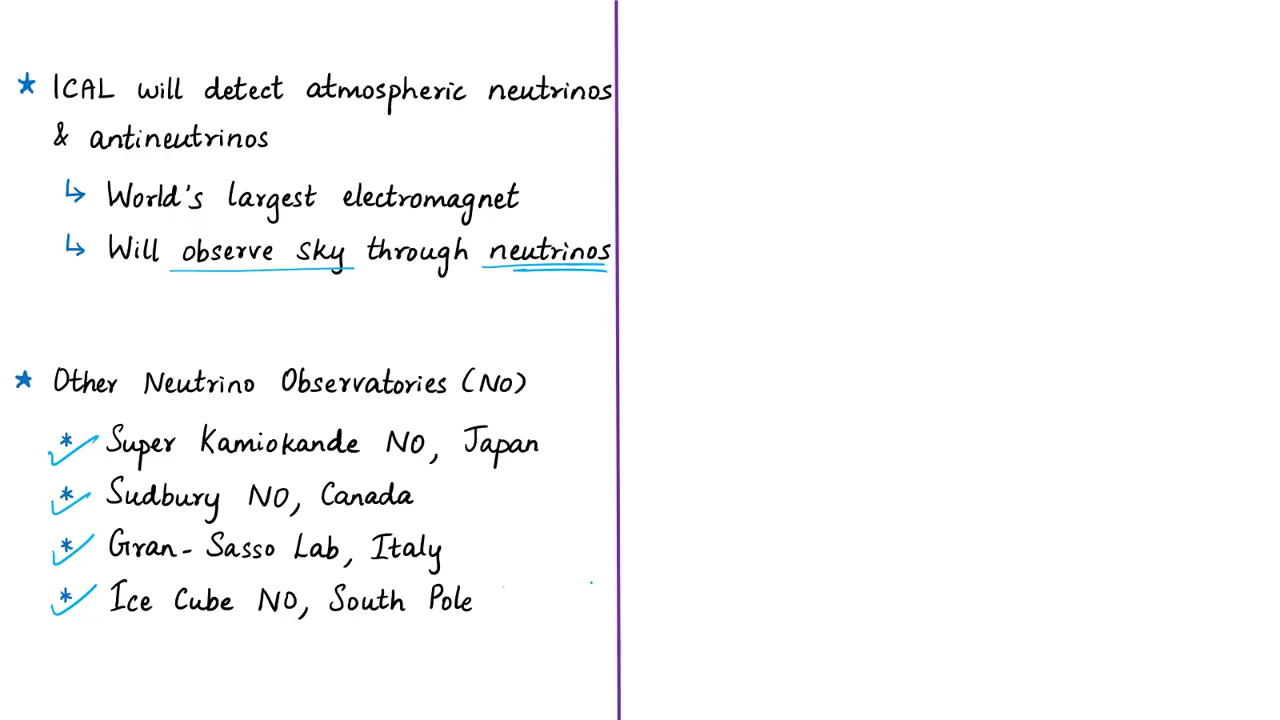 * ICAL will detect atmospheric neutrinos
& antineutrinos
↳ World's largest electromagnet
↳ Will observe sky through neutrinos
* Other Neutrino Observatories (NO)
* Super Kamiokande NO, Japan
* Sudbury NO, Canada
* Gran-Sasso Lab, Italy
* Ice Cube NO, South Pole